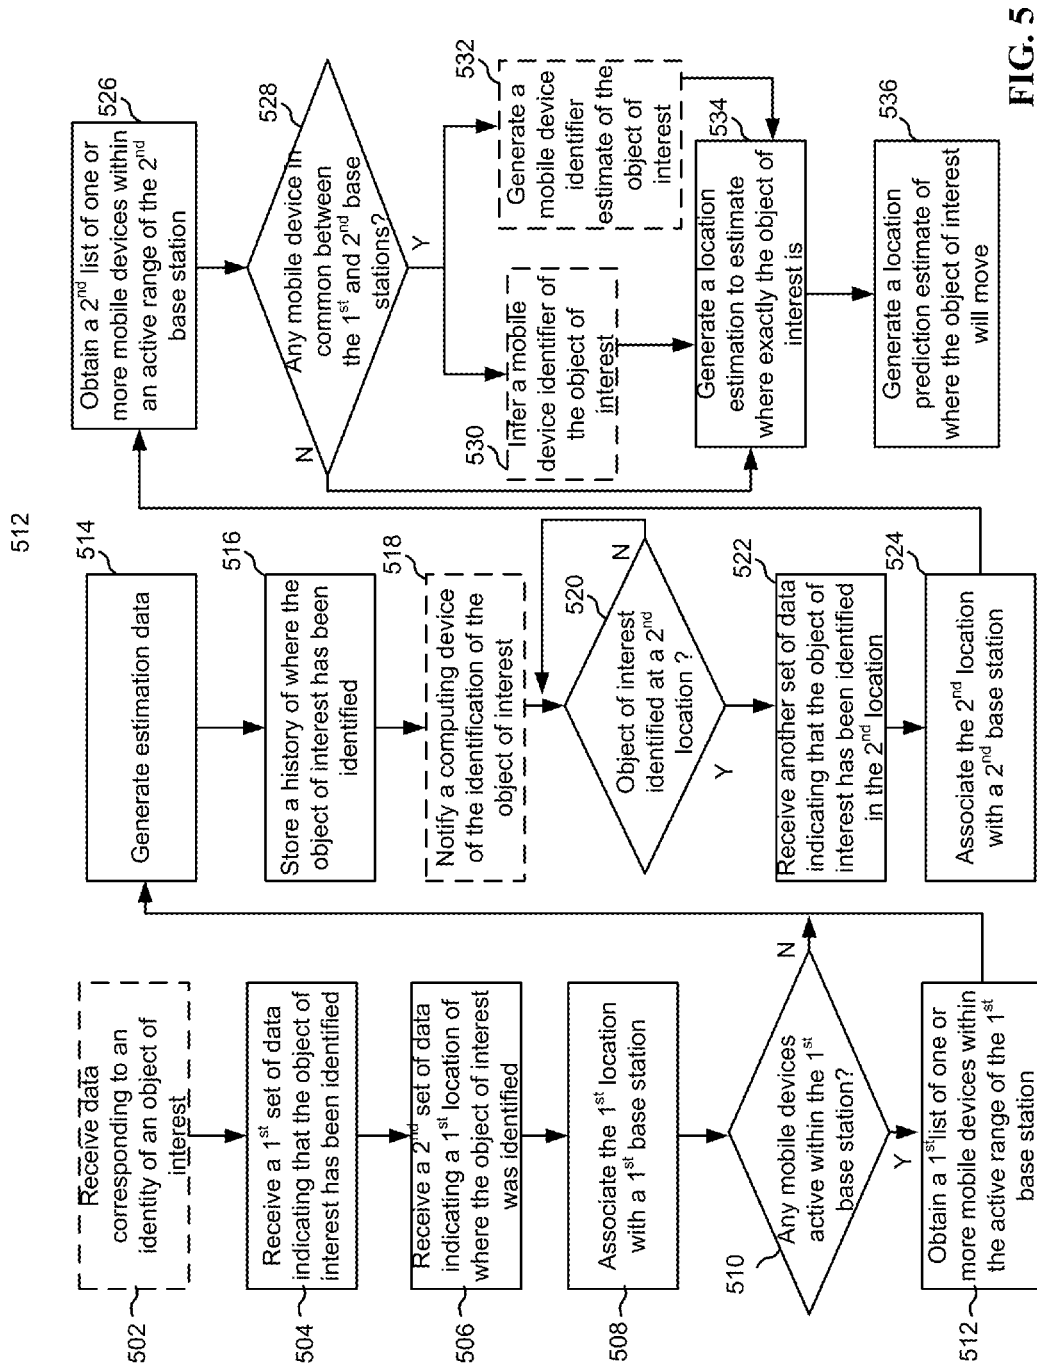 512
502
Receive data
corresponding to an
identity of an object of
interest
504
Receive a 1st set of data
indicating that the object of
interest has been identified
506
Receive a 2nd set of data
indicating a 1st location of
where the object of interest
was identified
508
Associate the 1st location
with a 1st base station
510
Any mobile devices
active within the 1st
base station?
N
Y
512
Obtain a 1st list of one or
more mobile devices within
the active range of the 1st
base station
514
Generate estimation data
516
Store a history of where the
object of interest has been
identified
518
Notify a computing device
of the identification of the
object of interest
520
Object of interest
identified at a 2nd
location ?
N
Y
522
Receive another set of data
indicating that the object of
interest has been identified
in the 2nd location
524
Associate the 2nd location
with a 2nd base station
526
Obtain a 2nd list of one or
more mobile devices within
an active range of the 2nd
base station
528
Any mobile device in
common between
the 1st and 2nd base
stations?
N
Y
530
Infer a mobile
device identifier of
the object of
interest
532
Generate a
mobile device
identifier
estimate of the
object of
interest
534
Generate a location
estimation to estimate
where exactly the object of
interest is
536
Generate a location
prediction estimate of
where the object of interest
will move
FIG. 5